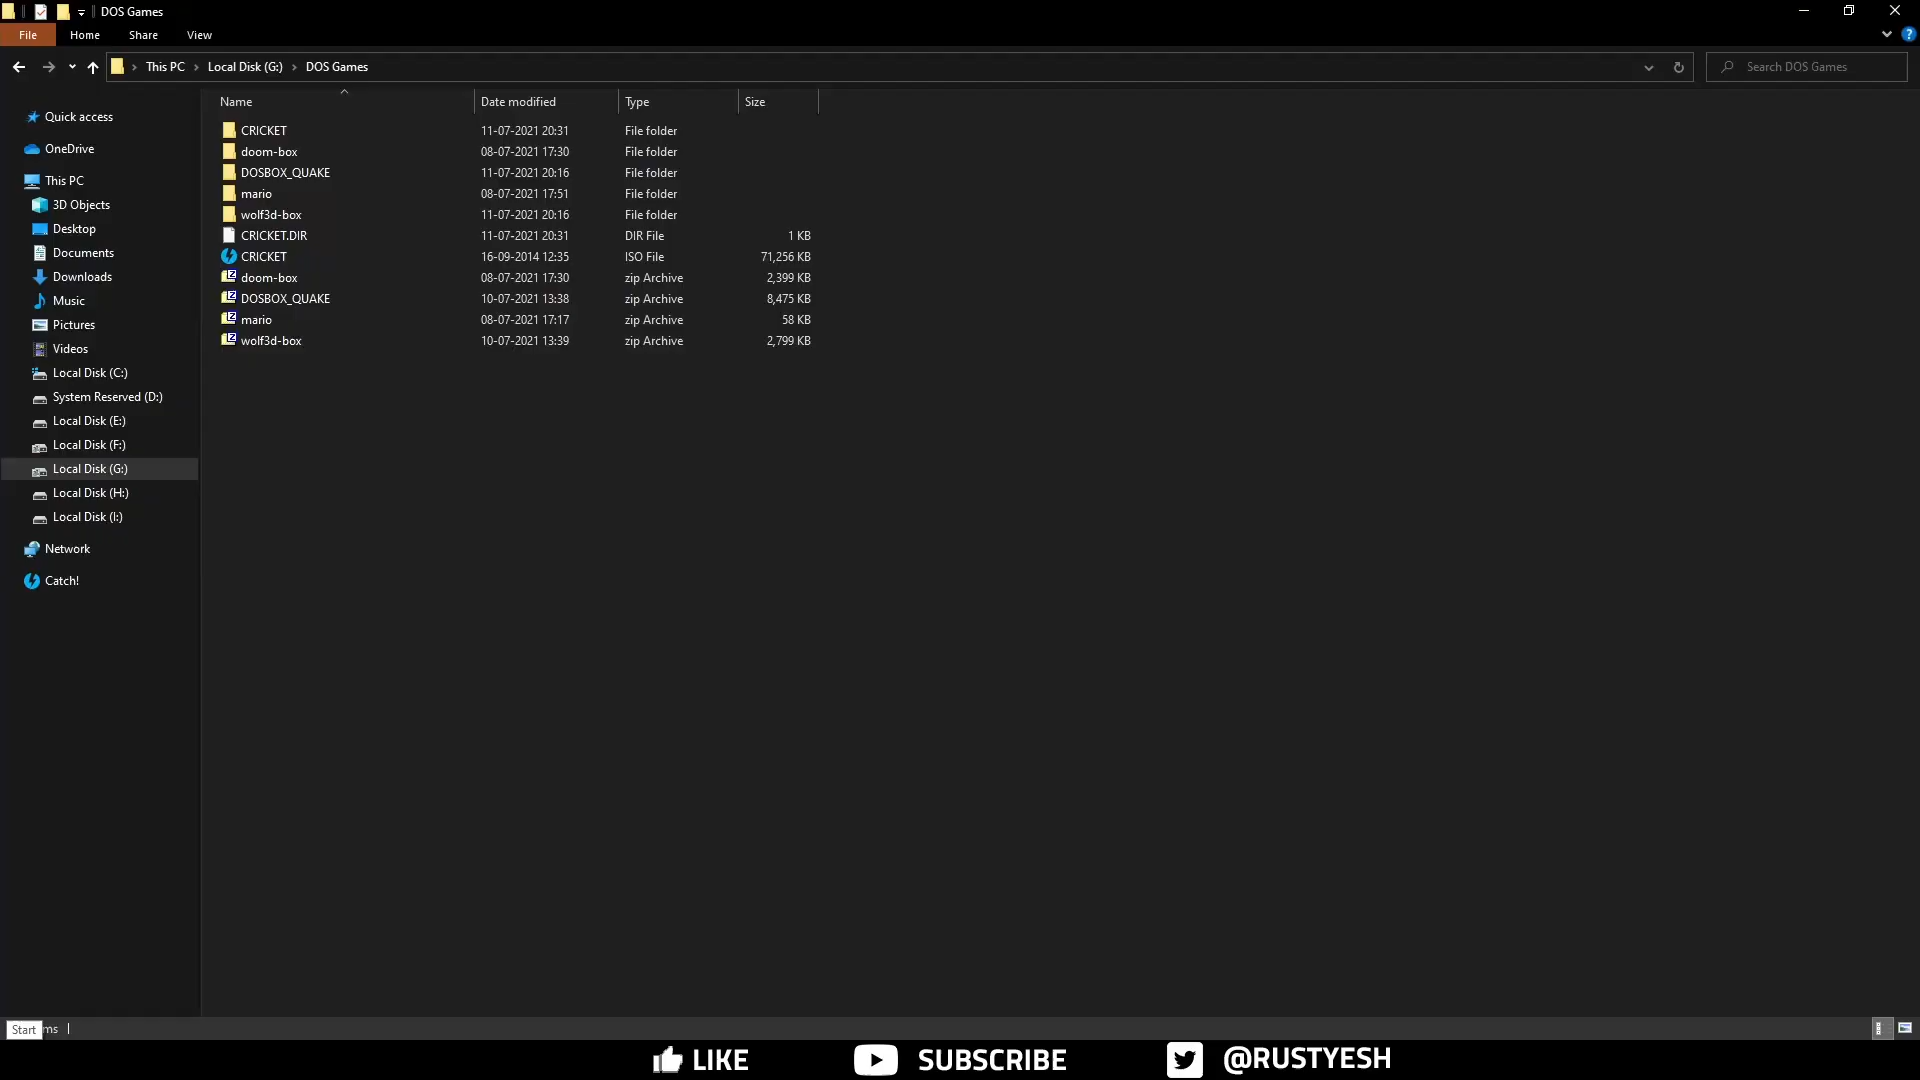 DOS Games
File Home Share View
This PC Local Disk (G:) DOS Games Search DOS Games
Name Date modified Type Size
CRICKET 11-07-2021 20:31 File folder
doom-box 08-07-2021 17:30 File folder
DOSBOX_QUAKE 11-07-2021 20:16 File folder
mario 08-07-2021 17:51 File folder
wolf3d-box 11-07-2021 20:16 File folder
CRICKET.DIR 11-07-2021 20:31 DIR File 1 KB
CRICKET 16-09-2014 12:35 ISO File 71,256 KB
doom-box 08-07-2021 17:30 zip Archive 2,399 KB
DOSBOX_QUAKE 10-07-2021 13:38 zip Archive 8,475 KB
mario 08-07-2021 17:17 zip Archive 58 KB
wolf3d-box 10-07-2021 13:39 zip Archive 2,799 KB
Quick access
OneDrive
This PC
3D Objects
Desktop
Documents
Downloads
Music
Pictures
Videos
Local Disk (C:)
System Reserved (D:)
Local Disk (E:)
Local Disk (F:)
Local Disk (G:)
Local Disk (H:)
Local Disk (I:)
Network
Catch!
Start ms
LIKE SUBSCRIBE @RUSTYESH